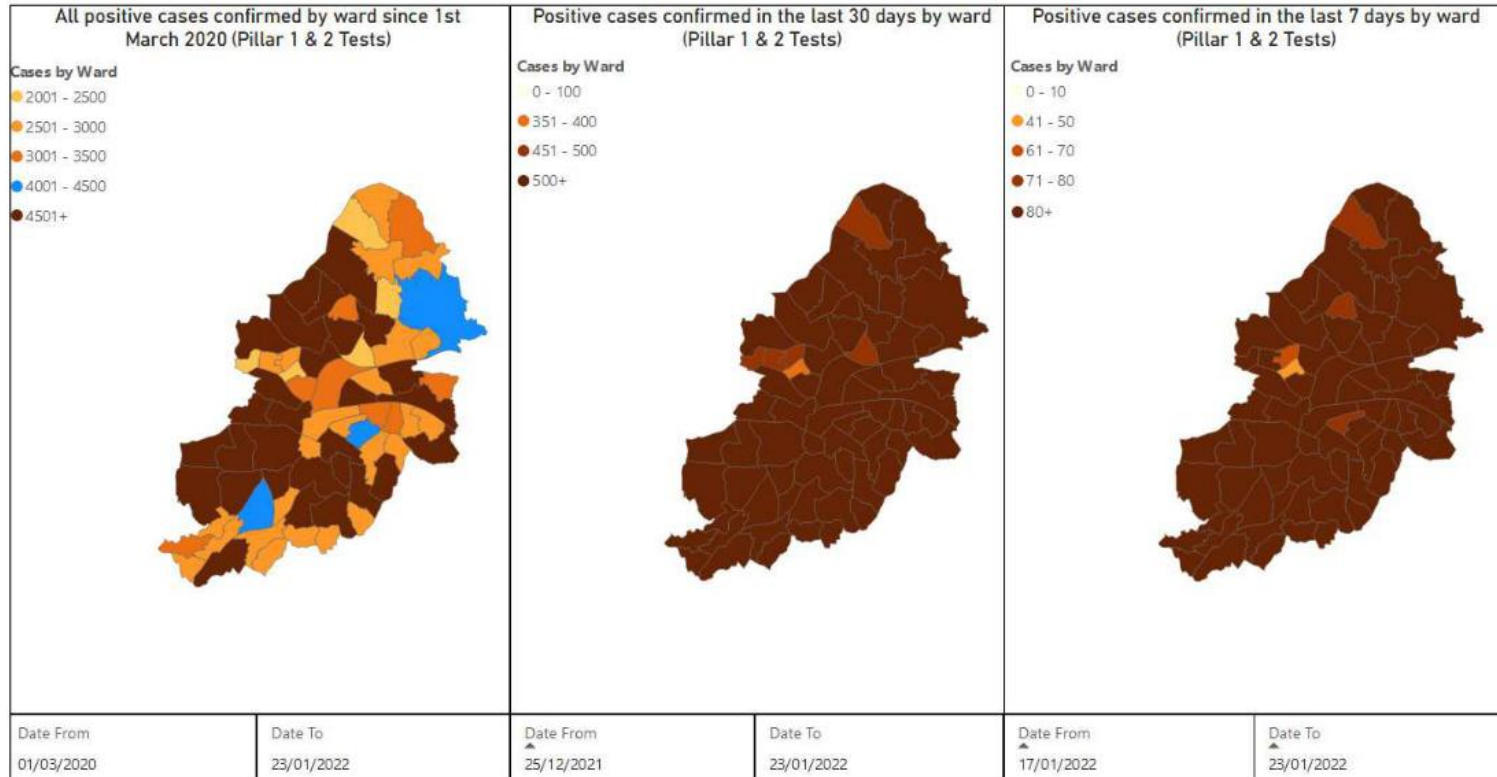 All positive cases confirmed by ward since 1st
March 2020 (Pillar 1 & 2 Tests)
Cases by Ward
2001 - 2500
2501 - 3000
3001 - 3500
4001 - 4500
4501+
Date From
01/03/2020
Date To
23/01/2022
Positive cases confirmed in the last 30 days by ward
(Pillar 1 & 2 Tests)
Cases by Ward
0 - 100
351 - 400
451 - 500
500+
Date From
25/12/2021
Date To
23/01/2022
Positive cases confirmed in the last 7 days by ward
(Pillar 1 & 2 Tests)
Cases by Ward
0 - 10
41 - 50
61 - 70
71 - 80
80+
Date From
17/01/2022
Date To
23/01/2022